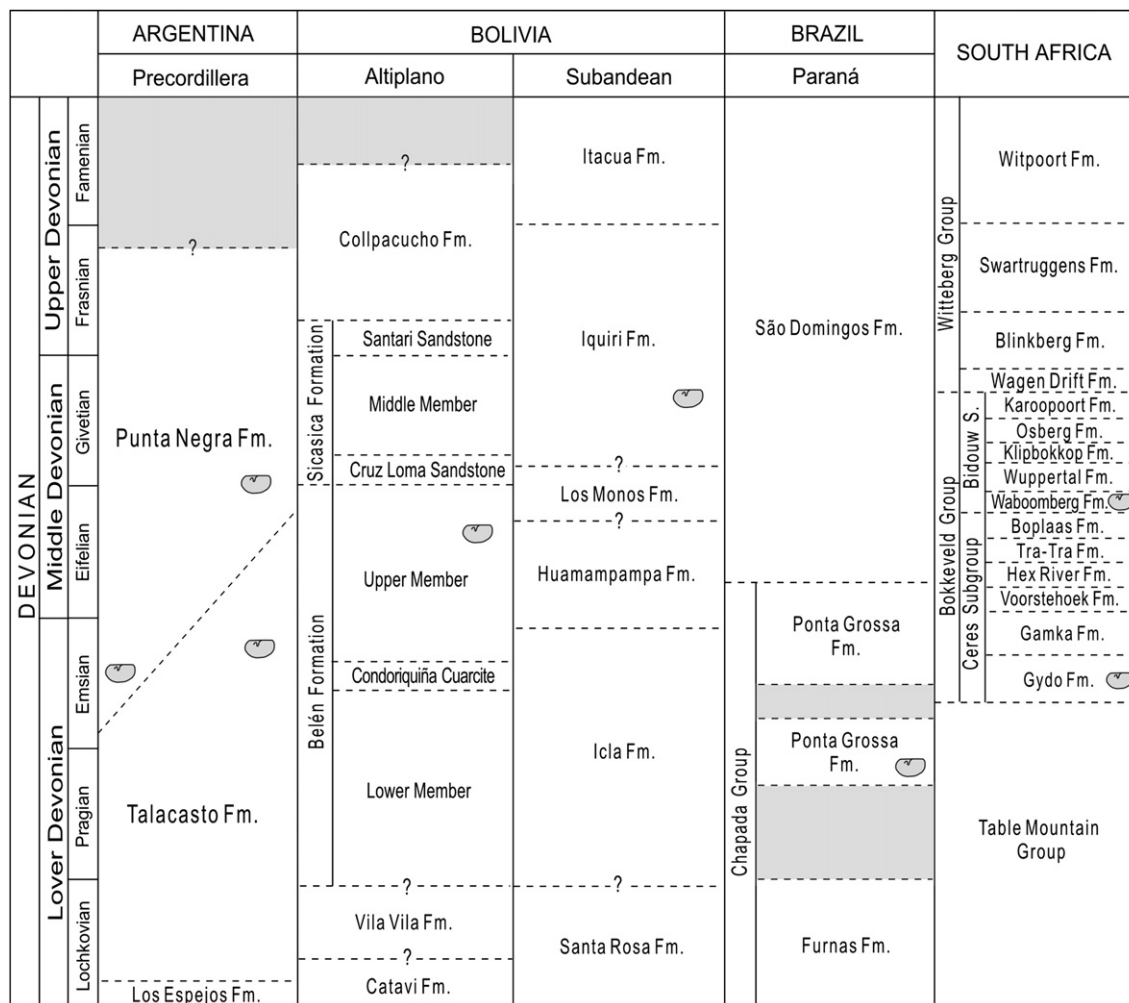 ARGENTINA
BOLIVIA
BRAZIL
SOUTH AFRICA
Precordillera
Altiplano
Subandean
Paraná
DEVONIAN
Upper Devonian
Middle Devonian
Lover Devonian
Famenian
Frasnian
Givetian
Eifelian
Emsian
Pragian
Lochkovian
?
Punta Negra Fm.
Talacasto Fm.
Los Espejos Fm.
?
Collpacucho Fm.
Sicasica Formation
Santari Sandstone
Middle Member
Cruz Loma Sandstone
Belén Formation
Upper Member
Condoriquiña Cuarcite
Lower Member
?
Vila Vila Fm.
?
Catavi Fm.
Itacua Fm.
Iquiri Fm.
?
Los Monos Fm.
?
Huamampampa Fm.
Icla Fm.
?
Santa Rosa Fm.
São Domingos Fm.
Chapada Group
Ponta Grossa
Fm.
Ponta Grossa
Fm.
Furnas Fm.
Witteberg Group
Witpoort Fm.
Swartruggens Fm.
Blinkberg Fm.
Wagen Drift Fm.
Bokkeveld Group
Bidouw S.
Karoopoort Fm.
Osberg Fm.
Klipbokkop Fm.
Wuppertal Fm.
Waboomberg Fm.
Ceres Subgroup
Boplaas Fm.
Tra-Tra Fm.
Hex River Fm.
Voorstehoek Fm.
Gamka Fm.
Gydo Fm.
Table Mountain
Group